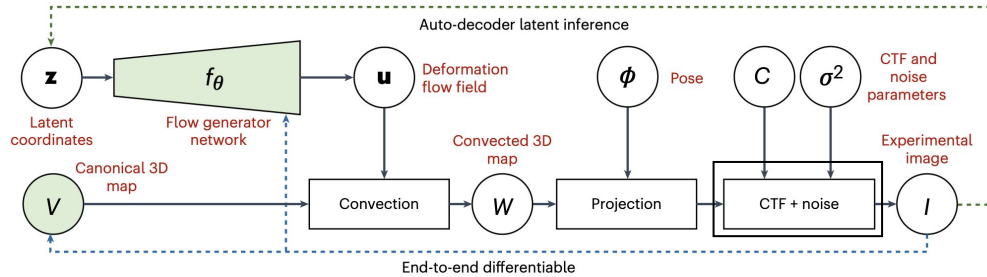 Auto-decoder latent inference
z
f_θ
u
Deformation
flow field
ϕ
Pose
C
σ²
CTF and
noise
parameters
Latent
coordinates
Flow generator
network
Canonical 3D
map
Convected 3D
map
Experimental
image
V
Convection
W
Projection
CTF + noise
I
End-to-end differentiable